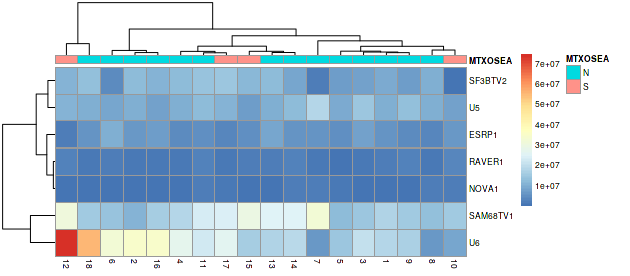 MTXOSEA
SF3BTV2
U5
ESRP1
RAVER1
NOVA1
SAM68TV1
U6
12 18 6 2 16 4 11 17 15 13 14 7 5 3 1 9 8 10
7e+07
6e+07
5e+07
4e+07
3e+07
2e+07
1e+07
MTXOSEA
N
S